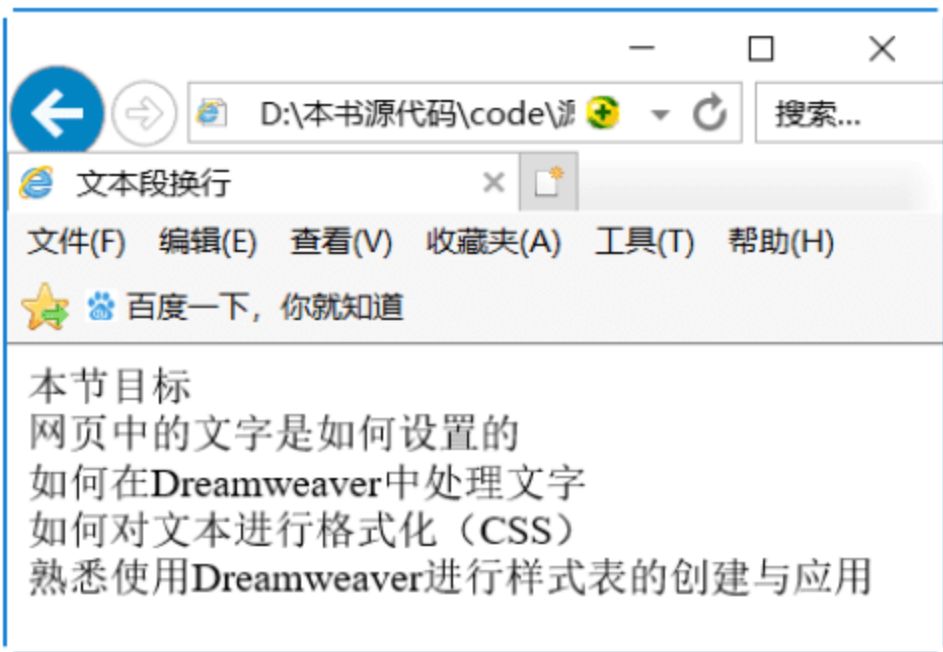 D:\本书源代码\code\源
搜索...
文本段换行
文件(F) 编辑(E) 查看(V) 收藏夹(A) 工具(T) 帮助(H)
百度一下，你就知道
本节目标
网页中的文字是如何设置的
如何在Dreamweaver中处理文字
如何对文本进行格式化（CSS）
熟悉使用Dreamweaver进行样式表的创建与应用